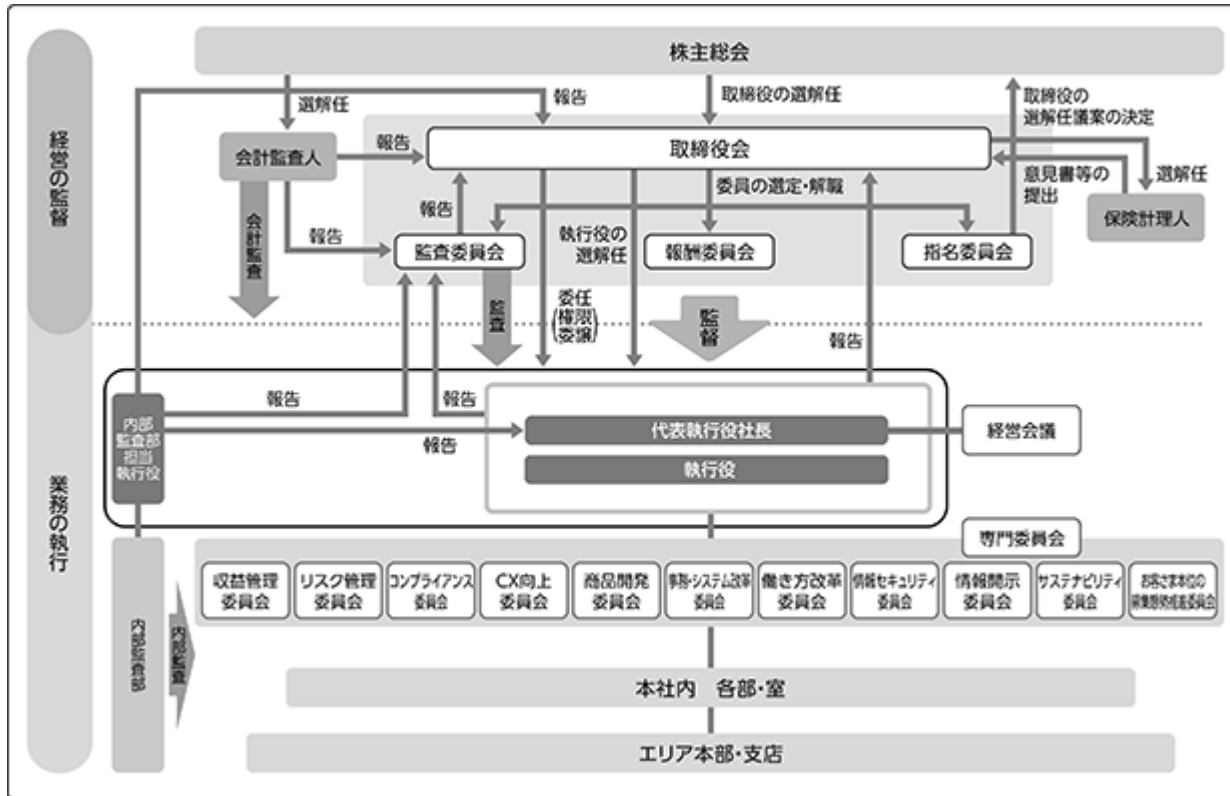 株主総会
経営の監督
選解任
報告
取締役の選解任
取締役の
選解任議案の決定
会計監査人
報告
取締役会
意見書等の
提出
選解任
保険計理人
委員の選定・解職
報告
報告
執行役の
選解任
会計監査
監査委員会
報酬委員会
指名委員会
監査
委任
権限
委譲
監督
報告
業務の執行
内部
監査部
担当
執行役
報告
報告
報告
代表執行役社長
執行役
経営会議
専門委員会
収益管理
委員会
リスク管理
委員会
コンプライアンス
委員会
CX向上
委員会
商品開発
委員会
事務・システム改革
委員会
働き方改革
委員会
情報セキュリティ
委員会
情報開示
委員会
サステナビリティ
委員会
お客さま本位の
内部監査部
内部監査
本社内　各部・室
エリア本部・支店